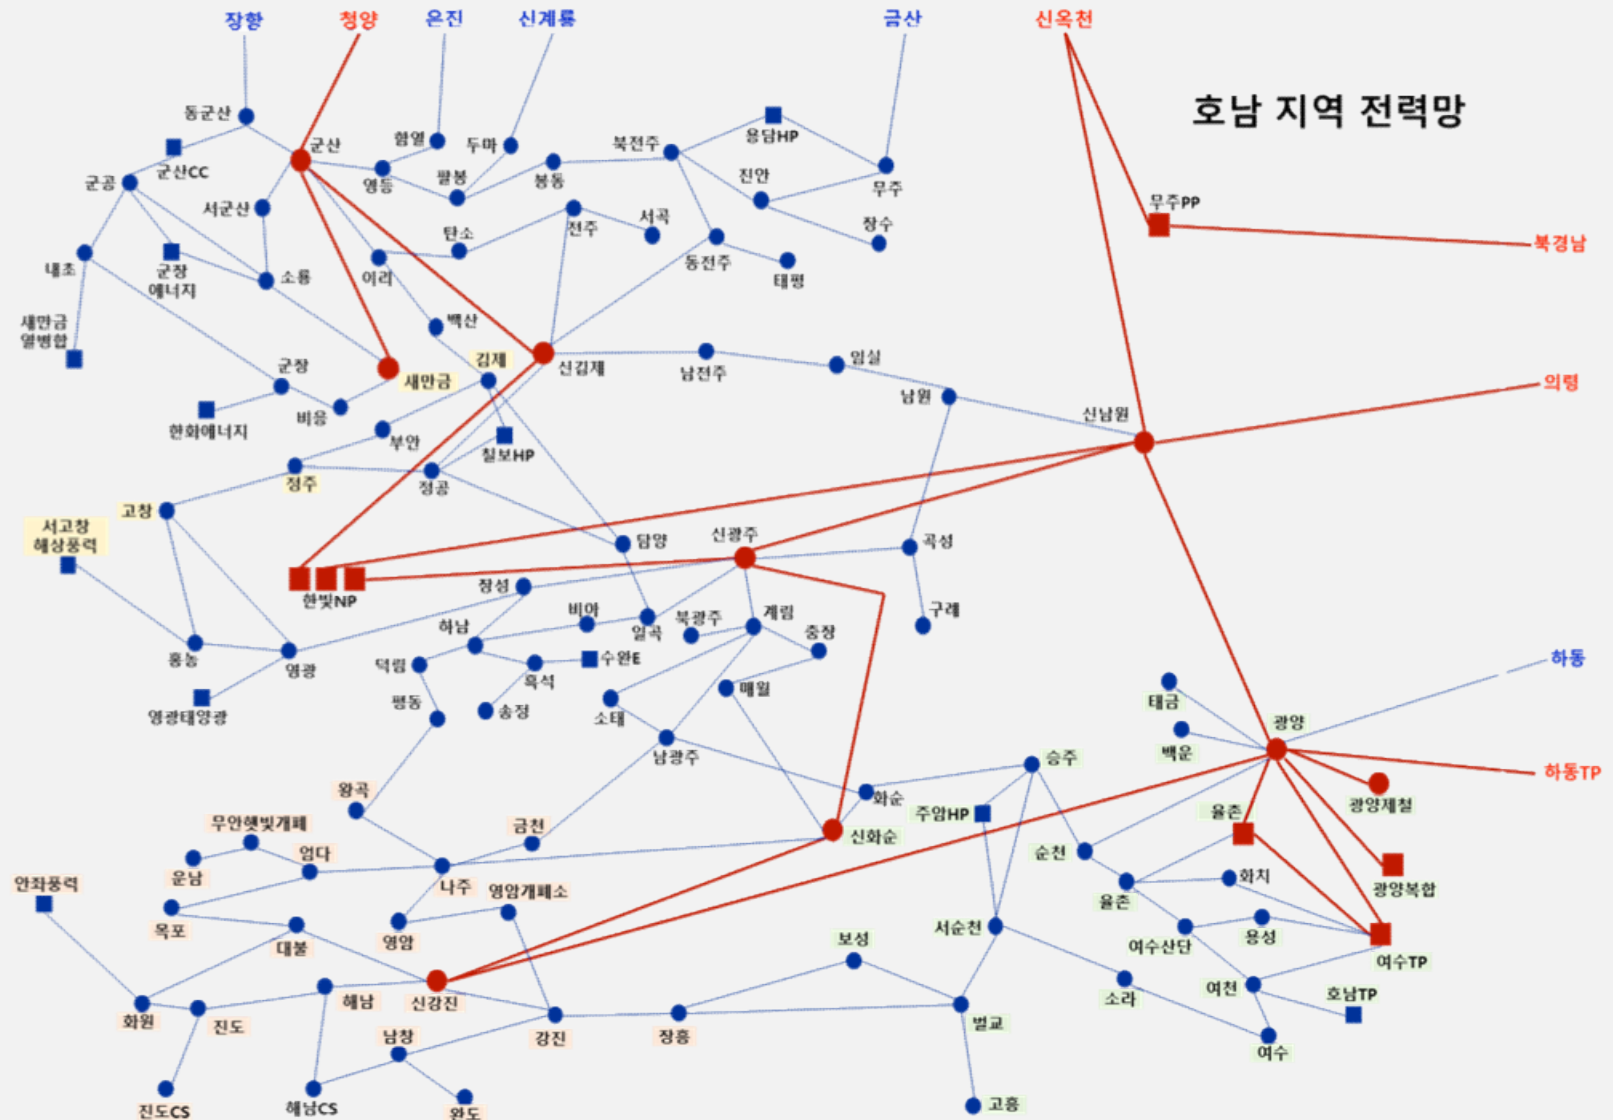 장항
청양
은진
신계룡
금산
신옥천
호남 지역 전력망
동군산
군산
함열
두마
북전주
용담HP
군산CC
영등
팔봉
봉동
진안
무주
무주PP
군공
서군산
탄소
전주
서곡
장수
북경남
내초
군장
에너지
소룡
이리
동전주
태평
새만금
열병합
백산
김제
신김제
남전주
임실
군장
새만금
남원
신남원
의령
한화에너지
비응
부안
칠보HP
정주
정공
고창
서고창
해상풍력
담양
신광주
곡성
한빛NP
장성
비아
일곡
북광주
계림
충장
구례
하남
홍농
영광
덕림
흑석
수완E
매월
하동
영광태양광
평동
송정
소태
태금
백운
광양
남광주
승주
하동TP
왕곡
화순
주암HP
광양제철
무안햇빛개폐
금천
신화순
율촌
엄다
순천
운남
안좌풍력
나주
영암개폐소
율촌
화치
광양복합
목포
대불
영암
보성
서순천
여수산단
용성
여수TP
화원
진도
해남
신강진
소라
여천
호남TP
남창
강진
장흥
벌교
여수
진도CS
해남CS
완도
고흥